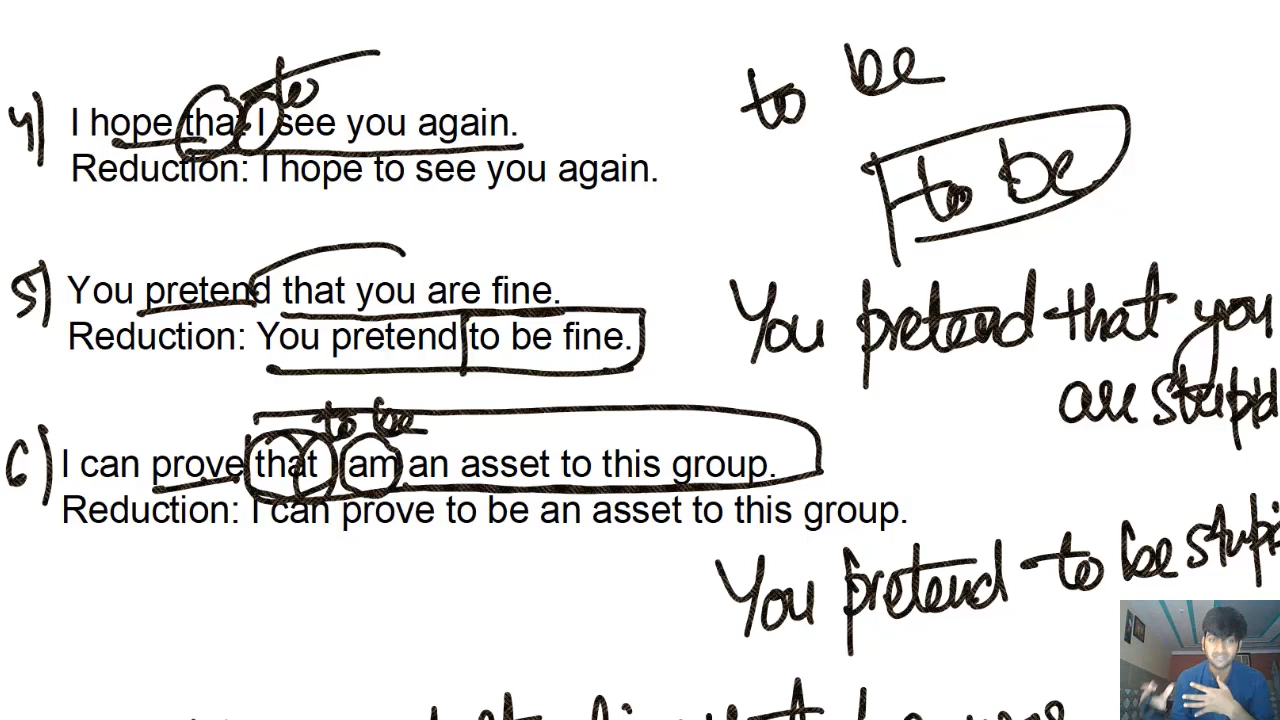 to be
4) I hope that I see you again.
to
Reduction: I hope to see you again.
to be
5) You pretend that you are fine.
Reduction: You pretend to be fine.
You pretend that you
are stupid
to be
6) I can prove that I am an asset to this group.
Reduction: I can prove to be an asset to this group.
You pretend to be